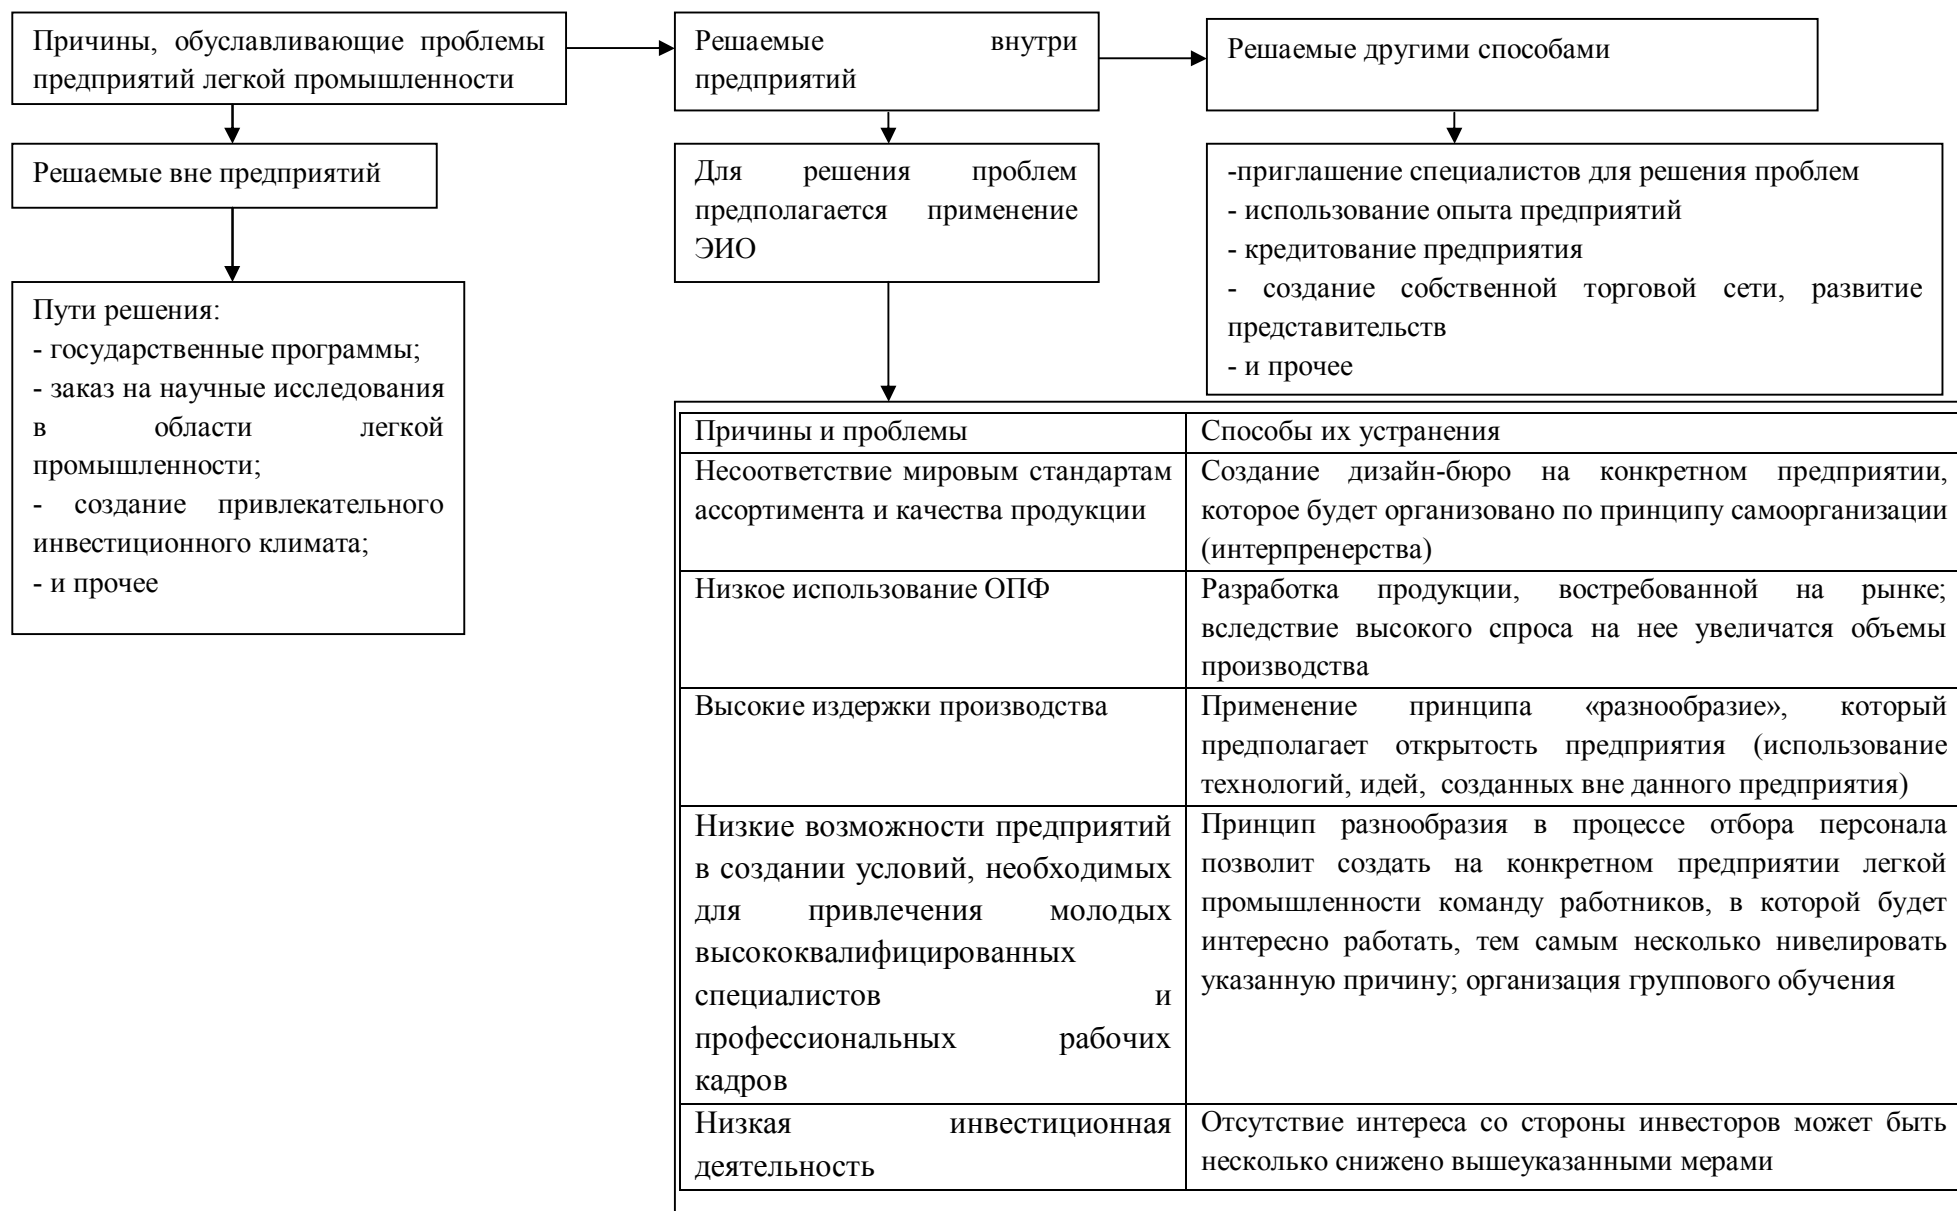 Причины, обуславливающие проблемы
предприятий легкой промышленности
Решаемые внутри
предприятий
Решаемые другими способами
Решаемые вне предприятий
Для решения проблем
предполагается применение
ЭИО
-приглашение специалистов для решения проблем
- использование опыта предприятий
- кредитование предприятия
- создание собственной торговой сети, развитие
представительств
- и прочее
Пути решения:
- государственные программы;
- заказ на научные исследования
в области легкой
промышленности;
- создание привлекательного
инвестиционного климата;
- и прочее
Причины и проблемы
Способы их устранения
Несоответствие мировым стандартам
ассортимента и качества продукции
Создание дизайн-бюро на конкретном предприятии,
которое будет организовано по принципу самоорганизации
(интерпренерства)
Низкое использование ОПФ
Разработка продукции, востребованной на рынке;
вследствие высокого спроса на нее увеличатся объемы
производства
Высокие издержки производства
Применение принципа «разнообразие», который
предполагает открытость предприятия (использование
технологий, идей, созданных вне данного предприятия)
Низкие возможности предприятий
в создании условий, необходимых
для привлечения молодых
высококвалифицированных
специалистов и
профессиональных рабочих
кадров
Принцип разнообразия в процессе отбора персонала
позволит создать на конкретном предприятии легкой
промышленности команду работников, в которой будет
интересно работать, тем самым несколько нивелировать
указанную причину; организация группового обучения
Низкая инвестиционная
деятельность
Отсутствие интереса со стороны инвесторов может быть
несколько снижено вышеуказанными мерами